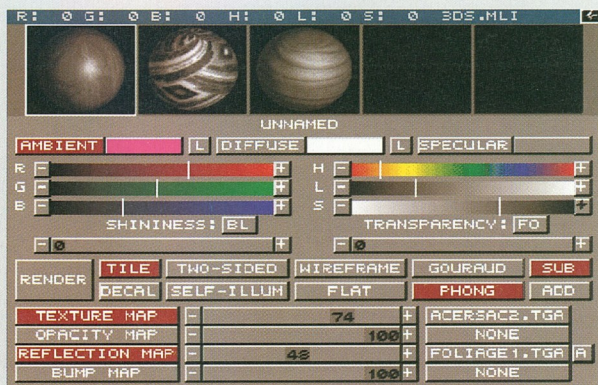 R: 0 G: 0 B: 0 H: 0 L: 0 S: 0 3DS.MLI
UNNAMED
AMBIENT L DIFFUSE L SPECULAR
R - + H - +
G - + L - +
B - + S - +
SHININESS: BL TRANSPARENCY: FO
- 0 + - 0 +
RENDER TILE TWO-SIDED WIREFRAME GOURAUD SUB
DECAL SELF-ILLUM FLAT PHONG ADD
TEXTURE MAP - 74 + ACERSAC2.TGA
OPACITY MAP - 100 + NONE
REFLECTION MAP - 48 + FOLIAGE1.TGA A
BUMP MAP - 100 + NONE